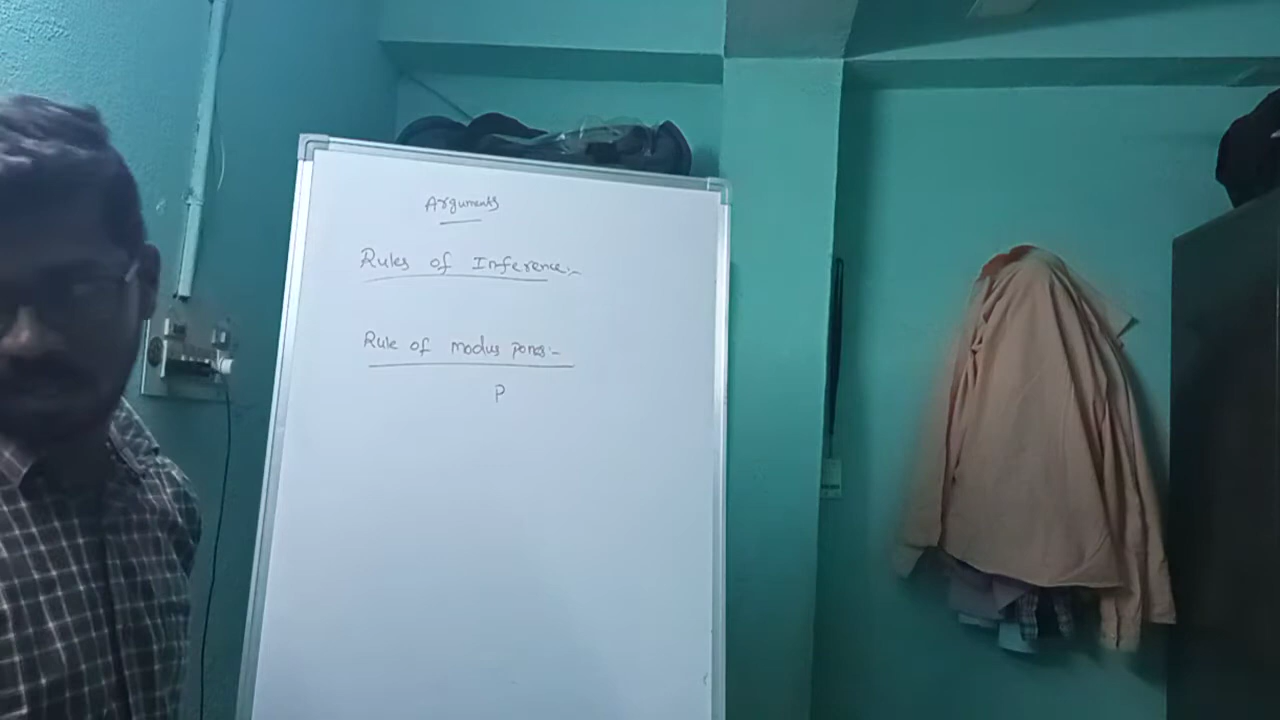 Arguments
Rules of Inference:-
Rule of modus pones:-
P